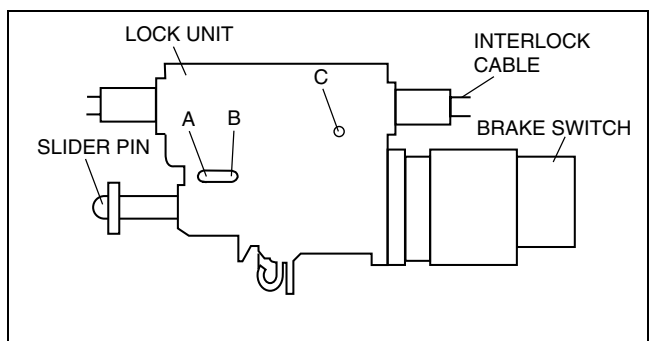 LOCK UNIT
INTERLOCK
CABLE
C
A B
BRAKE SWITCH
SLIDER PIN